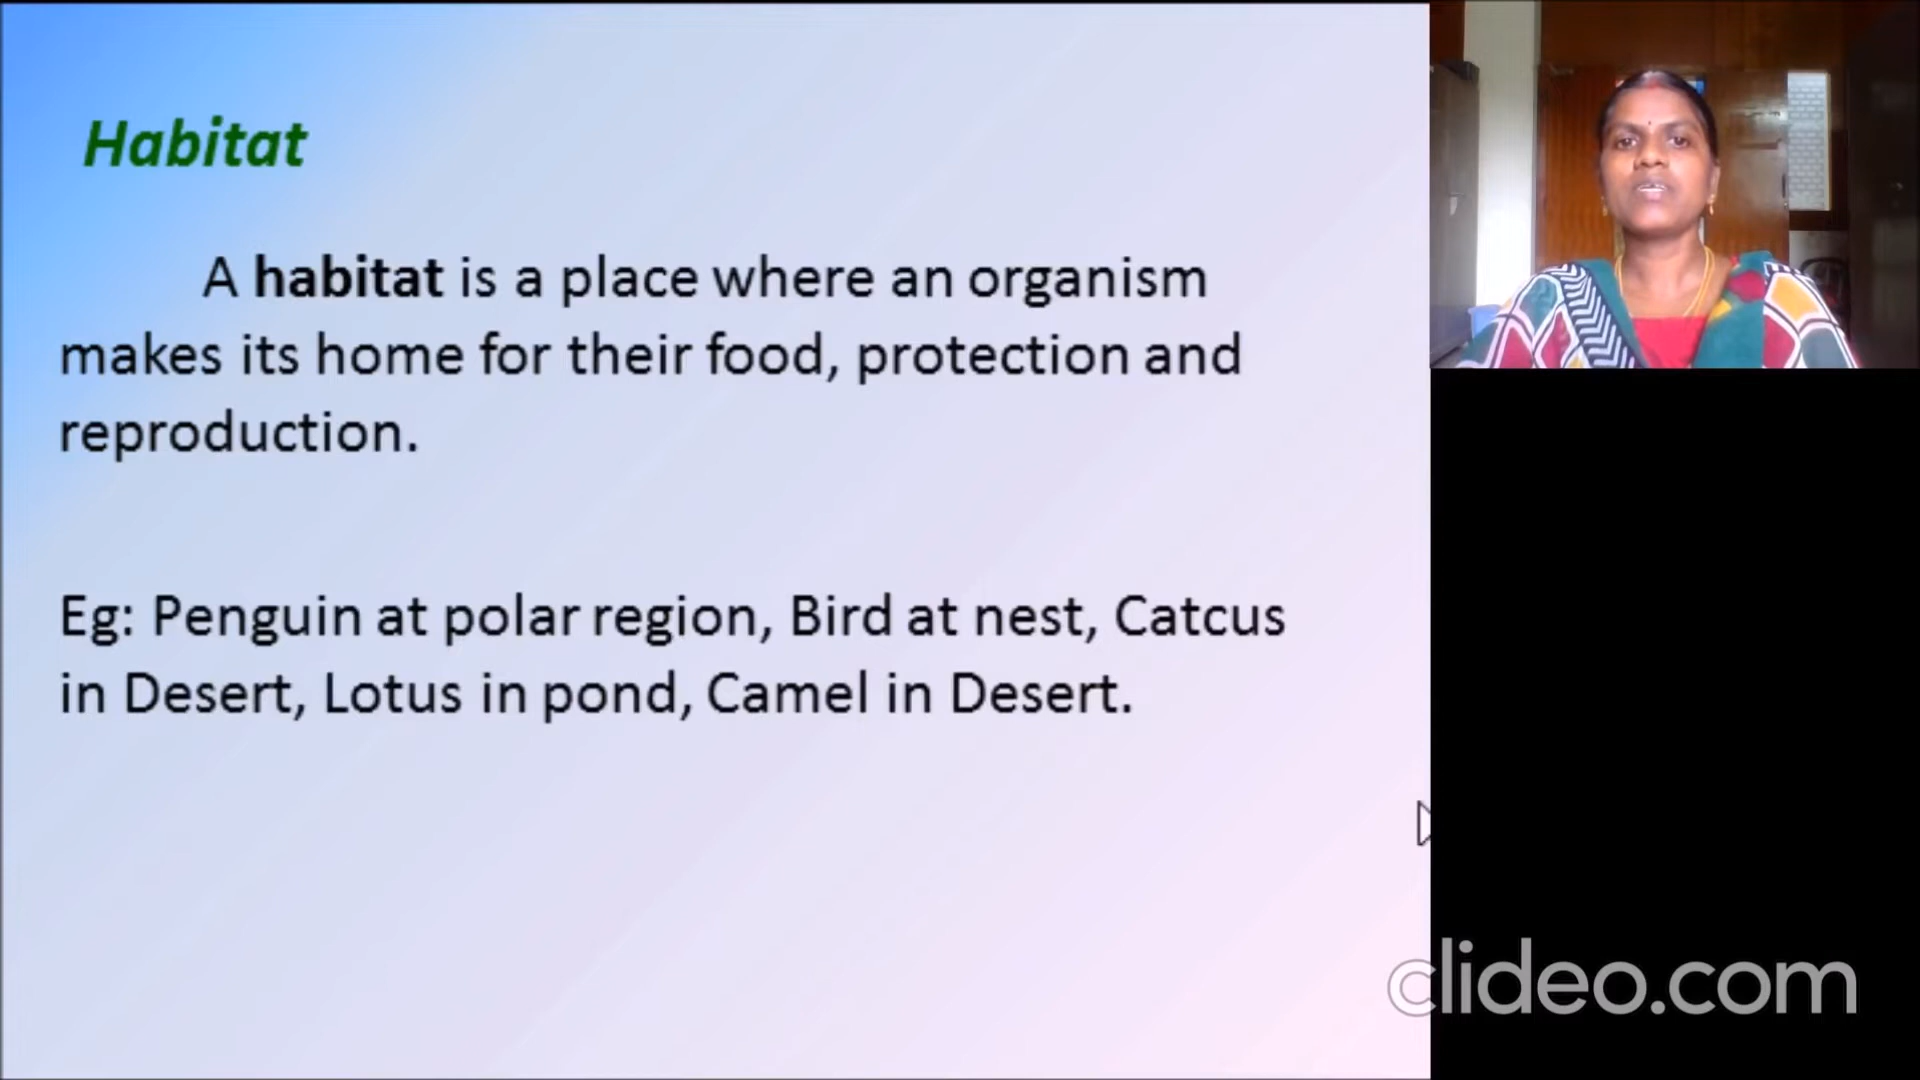 Habitat
A habitat is a place where an organism
makes its home for their food, protection and
reproduction.
Eg: Penguin at polar region, Bird at nest, Catcus
in Desert, Lotus in pond, Camel in Desert.
clideo.com